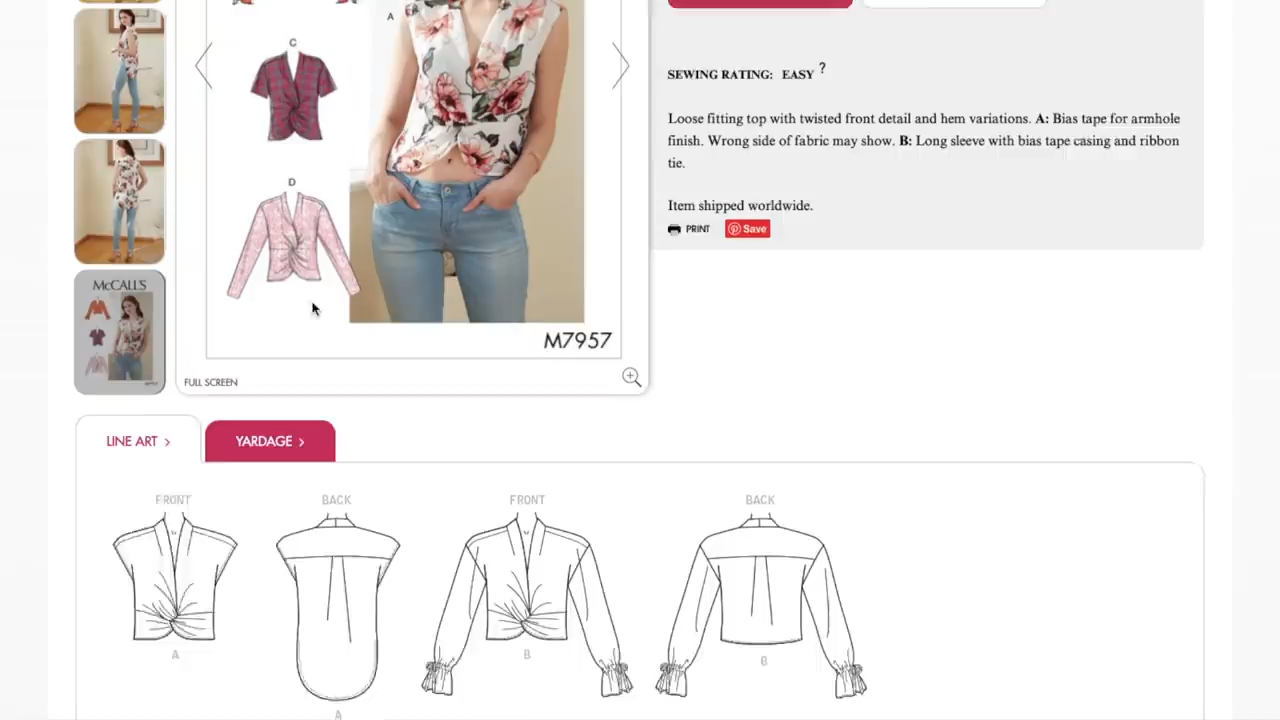 A
C
D
M7957
FULL SCREEN
McCALL'S
SEWING RATING: EASY ?
Loose fitting top with twisted front detail and hem variations. A: Bias tape for armhole
finish. Wrong side of fabric may show. B: Long sleeve with bias tape casing and ribbon
tie.
Item shipped worldwide.
PRINT Save
LINE ART > YARDAGE >
FRONT BACK FRONT BACK
A B B
A